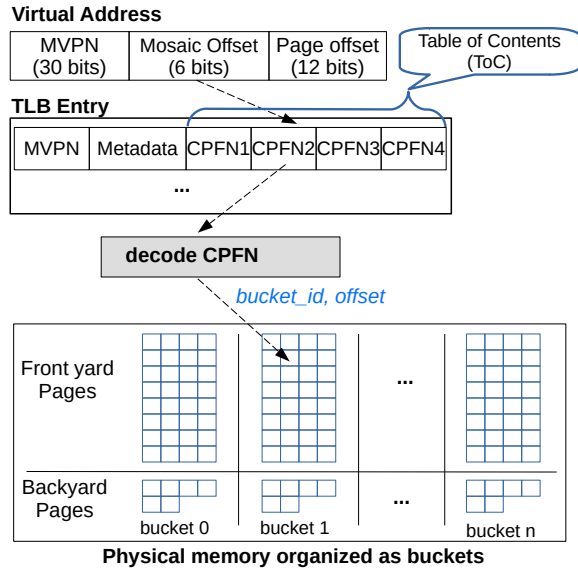 Virtual Address
MVPN
(30 bits)
Mosaic Offset
(6 bits)
Page offset
(12 bits)
Table of Contents
(ToC)
TLB Entry
MVPN
Metadata
CPFN1
CPFN2
CPFN3
CPFN4
...
decode CPFN
bucket_id, offset
Front yard
Pages
...
Backyard
Pages
...
bucket 0
bucket 1
bucket n
Physical memory organized as buckets